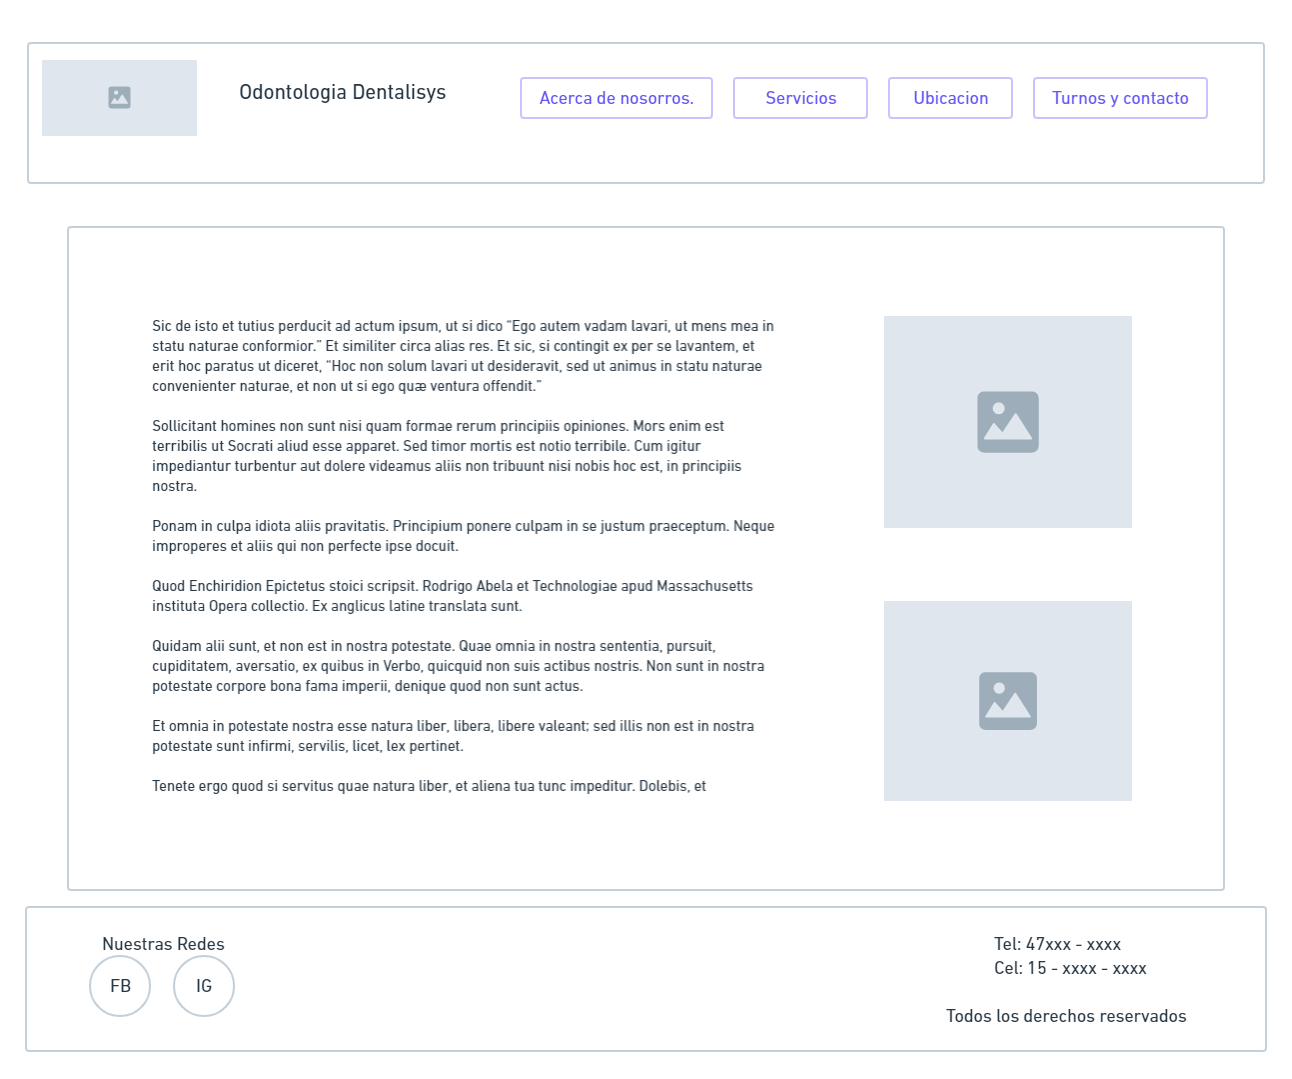 Odontologia Dentalisys
Acerca de nosorros.
Servicios
Ubicacion
Turnos y contacto
Sic de isto et tutius perducit ad actum ipsum, ut si dico “Ego autem vadam lavari, ut mens mea in
statu naturae conformior.” Et similiter circa alias res. Et sic, si contingit ex per se lavantem, et
erit hoc paratus ut diceret, “Hoc non solum lavari ut desideravit, sed ut animus in statu naturae
convenienter naturae, et non ut si ego quæ ventura offendit.”
Sollicitant homines non sunt nisi quam formae rerum principiis opiniones. Mors enim est
terribilis ut Socrati aliud esse apparet. Sed timor mortis est notio terribile. Cum igitur
impediantur turbentur aut dolere videamus aliis non tribuunt nisi nobis hoc est, in principiis
nostra.
Ponam in culpa idiota aliis pravitatis. Principium ponere culpam in se justum praeceptum. Neque
improperes et aliis qui non perfecte ipse docuit.
Quod Enchiridion Epictetus stoici scripsit. Rodrigo Abela et Technologiae apud Massachusetts
instituta Opera collectio. Ex anglicus latine translata sunt.
Quidam alii sunt, et non est in nostra potestate. Quae omnia in nostra sententia, pursuit,
cupiditatem, aversatio, ex quibus in Verbo, quicquid non suis actibus nostris. Non sunt in nostra
potestate corpore bona fama imperii, denique quod non sunt actus.
Et omnia in potestate nostra esse natura liber, libera, libere valeant; sed illis non est in nostra
potestate sunt infirmi, servilis, licet, lex pertinet.
Tenete ergo quod si servitus quae natura liber, et aliena tua tunc impeditur. Dolebis, et
Nuestras Redes
FB
IG
Tel: 47xxx - xxxx
Cel: 15 - xxxx - xxxx
Todos los derechos reservados